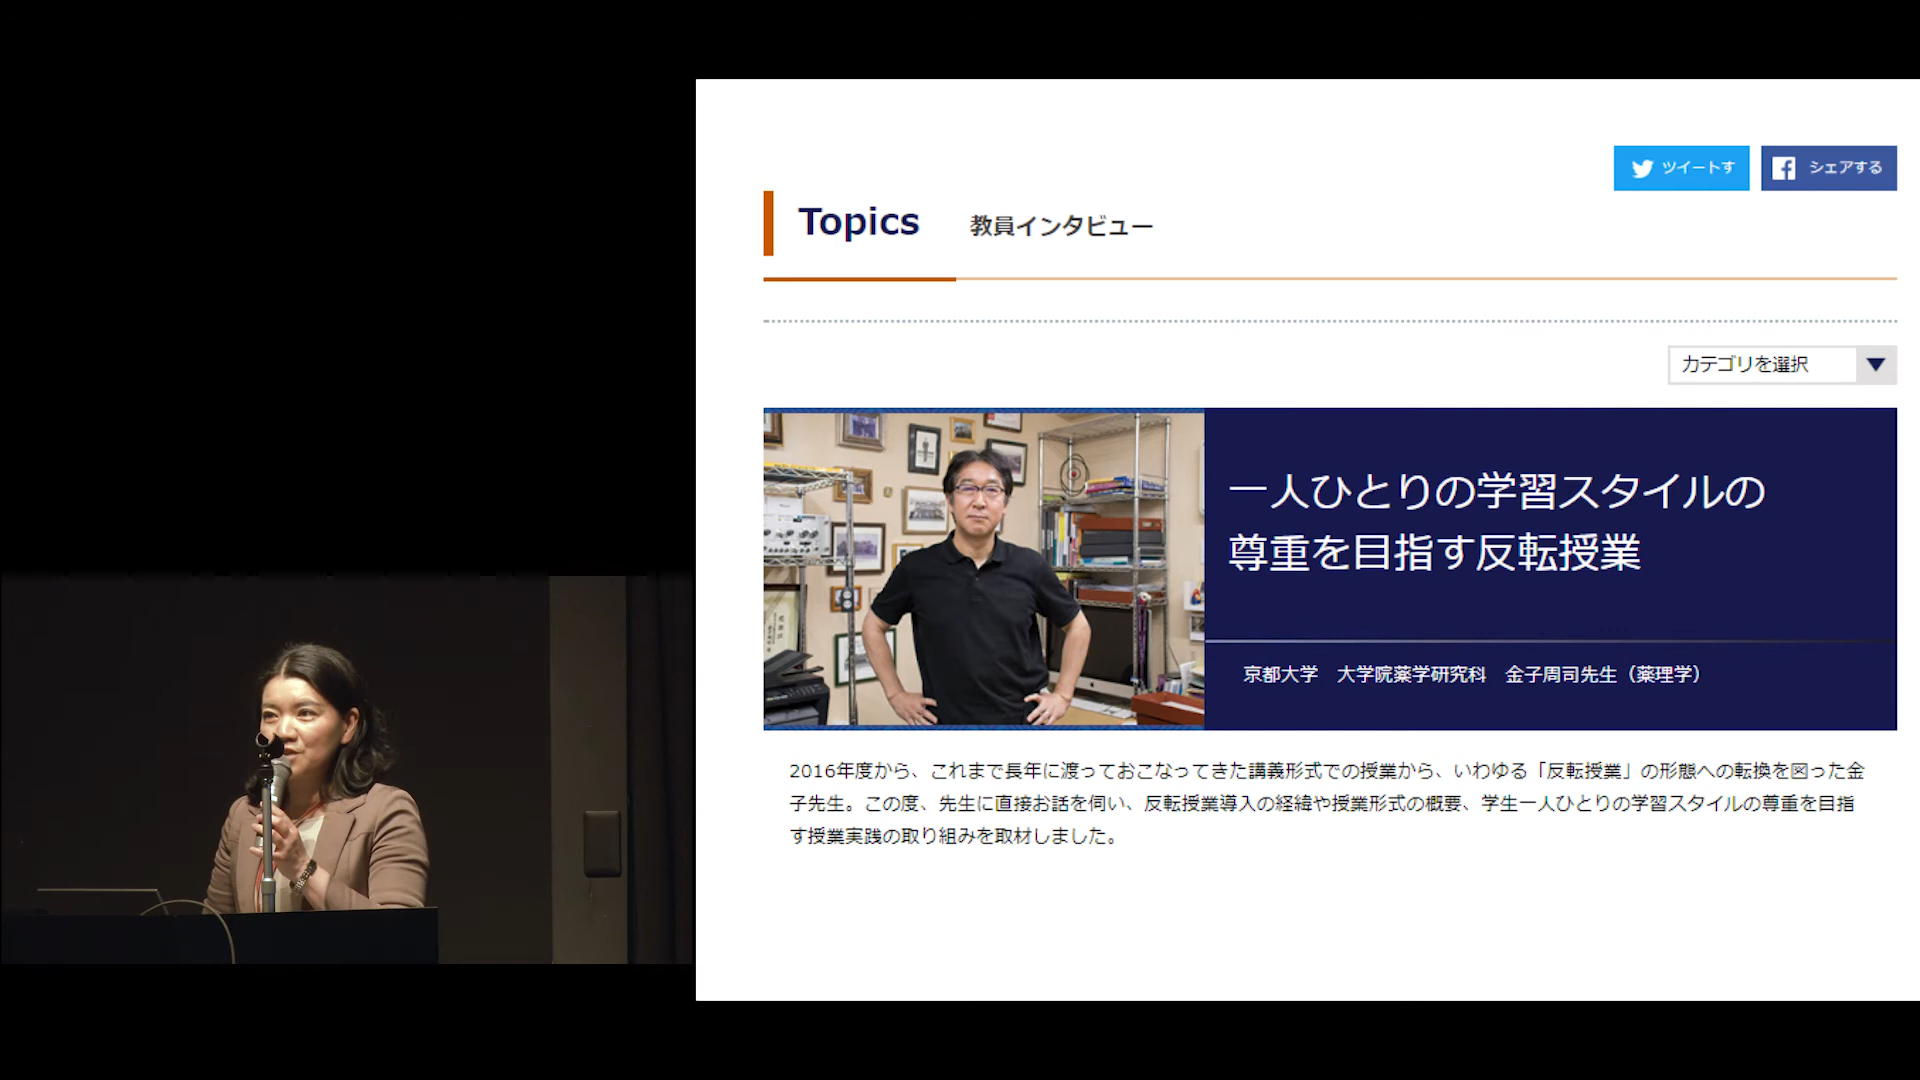 ツイートす
シェアする
Topics 教員インタビュー
カテゴリを選択
一人ひとりの学習スタイルの
尊重を目指す反転授業
京都大学 大学院薬学研究科 金子周司先生（薬理学）
2016年度から、これまで長年に渡っておこなってきた講義形式での授業から、いわゆる「反転授業」の形態への転換を図った金
子先生。この度、先生に直接お話を伺い、反転授業導入の経緯や授業形式の概要、学生一人ひとりの学習スタイルの尊重を目指
す授業実践の取り組みを取材しました。